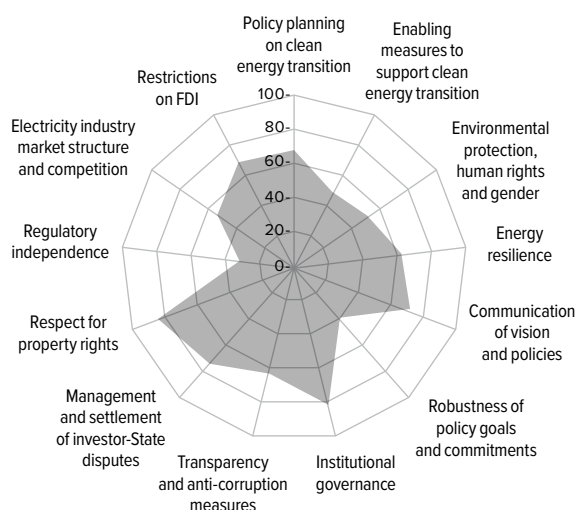 Policy planning
on clean
energy transition
Enabling
measures to
support clean
energy transition
Environmental
protection,
human rights
and gender
Energy
resilience
Communication
of vision
and policies
Robustness of
policy goals
and commitments
Institutional
governance
Transparency
and anti-corruption
measures
Management
and settlement
of investor-State
disputes
Respect for
property rights
Regulatory
independence
Electricity industry
market structure
and competition
Restrictions
on FDI
100-
80-
60-
40-
20-
0-